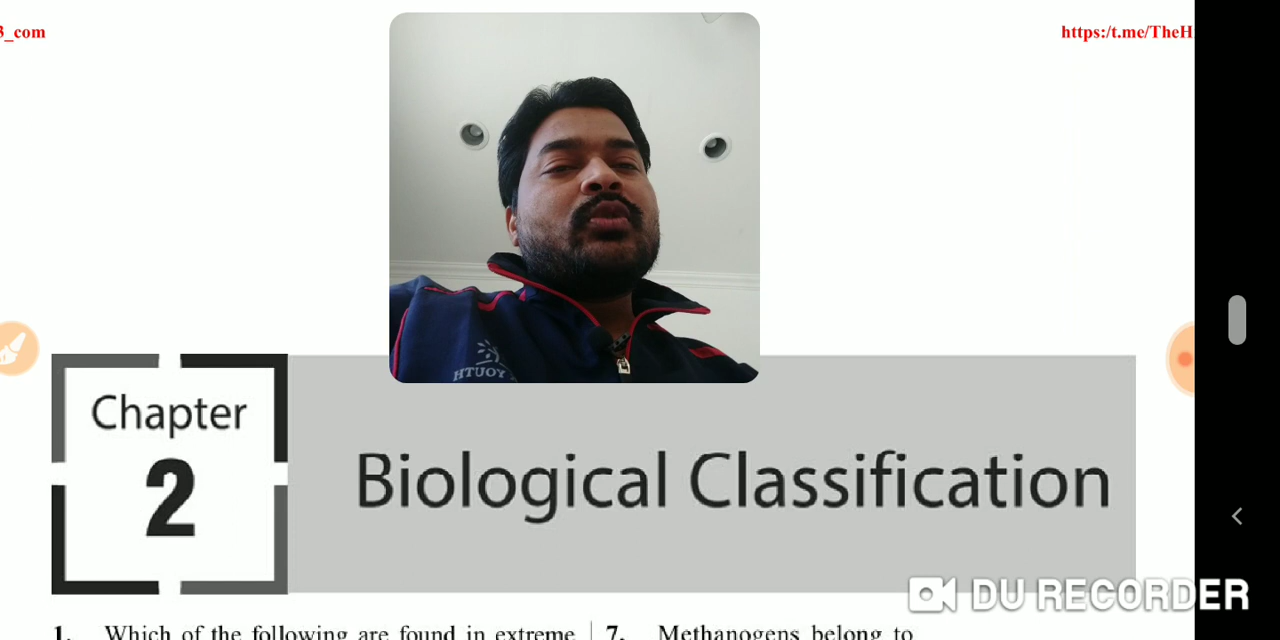 3_com
https:/t.me/TheH
HTUOY
Chapter
2
Biological Classification
DU RECORDER
1. Which of the following are found in extreme
7. Methanogens belong to